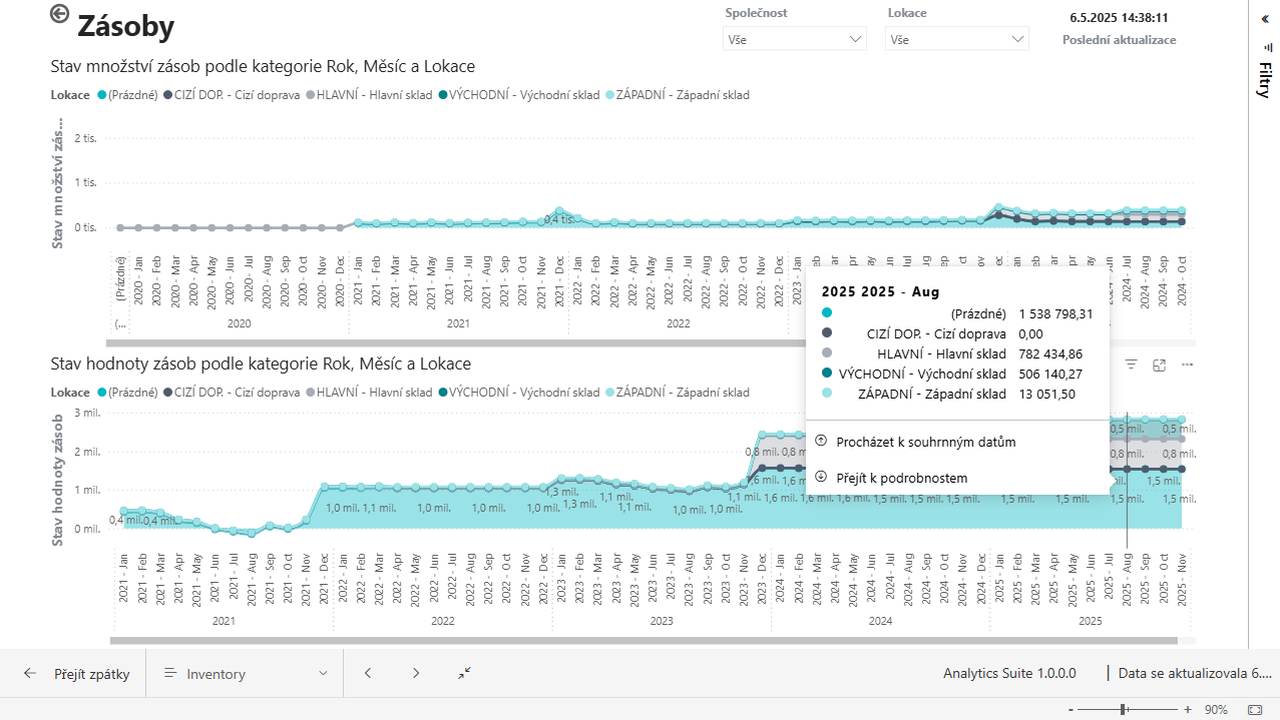 Zásoby
Společnost
Vše
Lokace
Vše
6.5.2025 14:38:11
Poslední aktualizace
Filtry
Stav množství zásob podle kategorie Rok, Měsíc a Lokace
Lokace (Prázdné) CIZÍ DOP. - Cizí doprava HLAVNÍ - Hlavní sklad VÝCHODNÍ - Východní sklad ZÁPADNÍ - Západní sklad
Stav množství zás...
2 tis.
1 tis.
0 tis.
0,4 tis.
(Prázdné) 2020 - Jan 2020 - Feb 2020 - Mar 2020 - Apr 2020 - May 2020 - Jun 2020 - Jul 2020 - Aug 2020 - Sep 2020 - Oct 2020 - Nov 2020 - Dec 2021 - Jan 2021 - Feb 2021 - Mar 2021 - Apr 2021 - May 2021 - Jun 2021 - Jul 2021 - Aug 2021 - Sep 2021 - Oct 2021 - Nov 2021 - Dec 2022 - Jan 2022 - Feb 2022 - Mar 2022 - Apr 2022 - May 2022 - Jun 2022 - Jul 2022 - Aug 2022 - Sep 2022 - Oct 2022 - Nov 2022 - Dec 2023 - Jan 2024 - Jul 2024 - Aug 2024 - Sep 2024 - Oct
(... 2020 2021 2022
2025 2025 - Aug
(Prázdné) 1 538 798,31
CIZÍ DOP. - Cizí doprava 0,00
HLAVNÍ - Hlavní sklad 782 434,86
VÝCHODNÍ - Východní sklad 506 140,27
ZÁPADNÍ - Západní sklad 13 051,50
Procházet k souhrnným datům
Přejít k podrobnostem
Stav hodnoty zásob podle kategorie Rok, Měsíc a Lokace
Lokace (Prázdné) CIZÍ DOP. - Cizí doprava HLAVNÍ - Hlavní sklad VÝCHODNÍ - Východní sklad ZÁPADNÍ - Západní sklad
Stav hodnoty zásob
3 mil.
2 mil.
1 mil.
0 mil.
0,5 mil. 0,5 mil.
0,8 mil. 0,8 m 0,8 mil. 0,8 mil.
1,3 mil. 1,1 mil. 1,1 mil. 1,6 mil. 1,6 m 1,5 mil.
0,4 mil. 0,4 mil. 1,0 mil. 1,1 mil. 1,0 mil. 1,0 mil. 1,0 mil. 1,3 mil. 1,1 mil. 1,0 mil. 1,0 mil. 1,6 mil. 1,6 mil. 1,6 mil. 1,5 mil. 1,5 mil. 1,5 mil. 1,5 mil. 1,5 mil. 1,5 mil. 1,5 mil.
2021 - Jan 2021 - Feb 2021 - Mar 2021 - Apr 2021 - May 2021 - Jun 2021 - Jul 2021 - Aug 2021 - Sep 2021 - Oct 2021 - Nov 2021 - Dec 2022 - Jan 2022 - Feb 2022 - Mar 2022 - Apr 2022 - May 2022 - Jun 2022 - Jul 2022 - Aug 2022 - Sep 2022 - Oct 2022 - Nov 2022 - Dec 2023 - Jan 2023 - Feb 2023 - Mar 2023 - Apr 2023 - May 2023 - Jun 2023 - Jul 2023 - Aug 2023 - Sep 2023 - Oct 2023 - Nov 2023 - Dec 2024 - Jan 2024 - Feb 2024 - Mar 2024 - Apr 2024 - May 2024 - Jun 2024 - Jul 2024 - Aug 2024 - Sep 2024 - Oct 2024 - Nov 2024 - Dec 2025 - Jan 2025 - Feb 2025 - Mar 2025 - Apr 2025 - May 2025 - Jun 2025 - Jul 2025 - Aug 2025 - Sep 2025 - Oct 2025 - Nov
2021 2022 2023 2024 2025
Přejít zpátky
Inventory
Analytics Suite 1.0.0.0 | Data se aktualizovala 6....
- + 90%